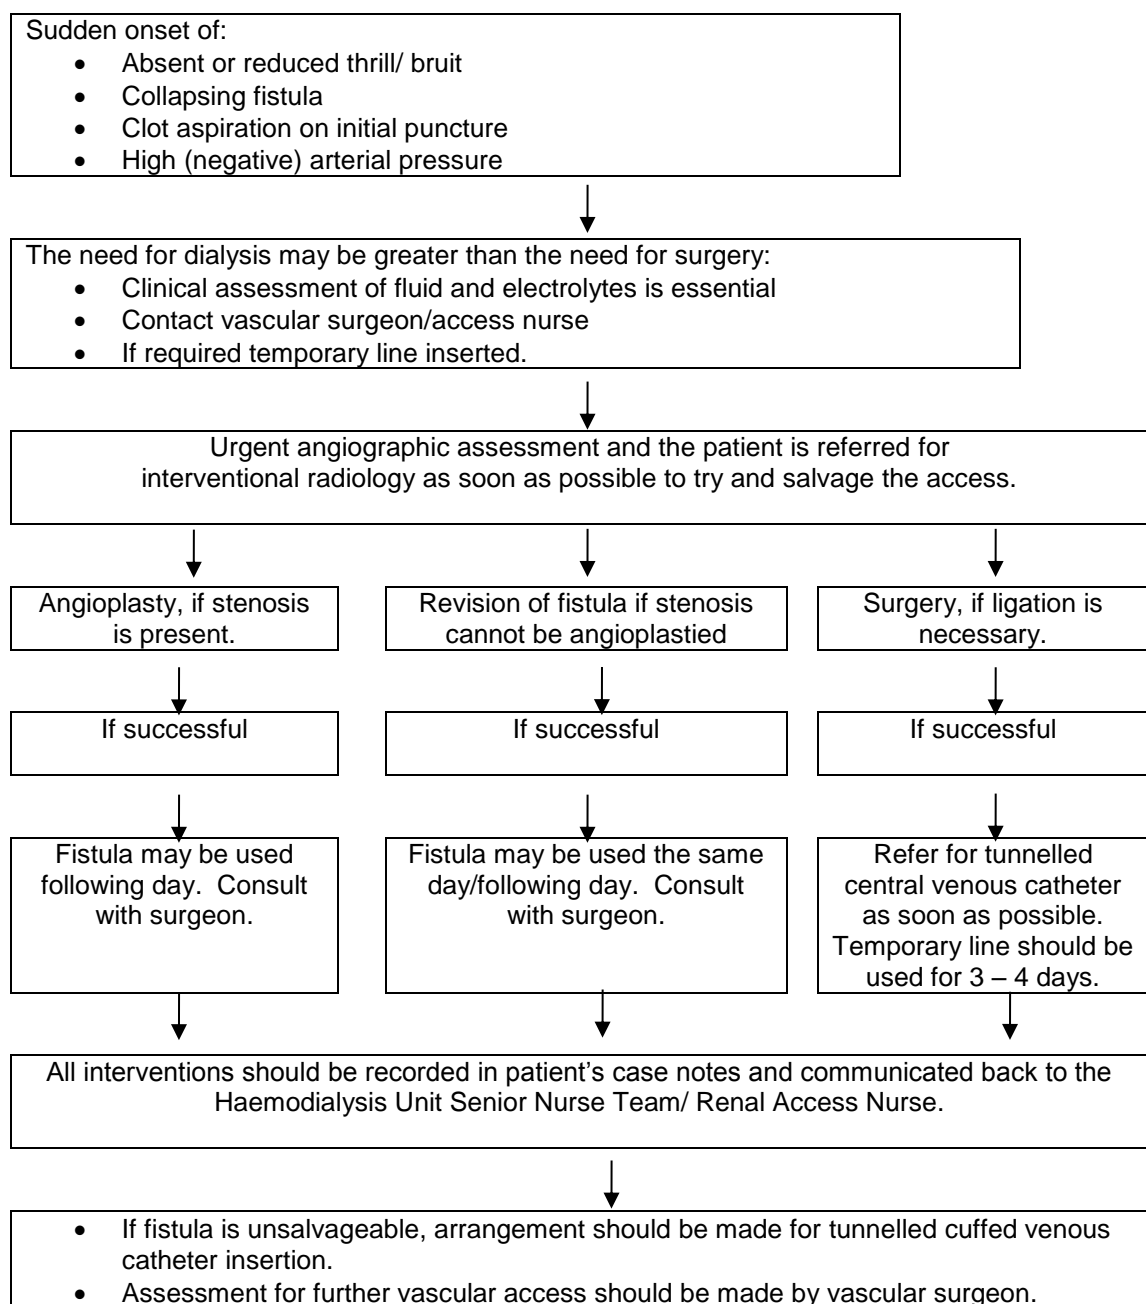 Sudden onset of:
• Absent or reduced thrill/ bruit
• Collapsing fistula
• Clot aspiration on initial puncture
• High (negative) arterial pressure
The need for dialysis may be greater than the need for surgery:
• Clinical assessment of fluid and electrolytes is essential
• Contact vascular surgeon/access nurse
• If required temporary line inserted.
Urgent angiographic assessment and the patient is referred for
interventional radiology as soon as possible to try and salvage the access.
Angioplasty, if stenosis
is present.
Revision of fistula if stenosis
cannot be angioplastied
Surgery, if ligation is
necessary.
If successful
If successful
If successful
Fistula may be used
following day.  Consult
with surgeon.
Fistula may be used the same
day/following day.  Consult
with surgeon.
Refer for tunnelled
central venous catheter
as soon as possible.
Temporary line should be
used for 3 – 4 days.
All interventions should be recorded in patient’s case notes and communicated back to the
Haemodialysis Unit Senior Nurse Team/ Renal Access Nurse.
• If fistula is unsalvageable, arrangement should be made for tunnelled cuffed venous
catheter insertion.
• Assessment for further vascular access should be made by vascular surgeon.